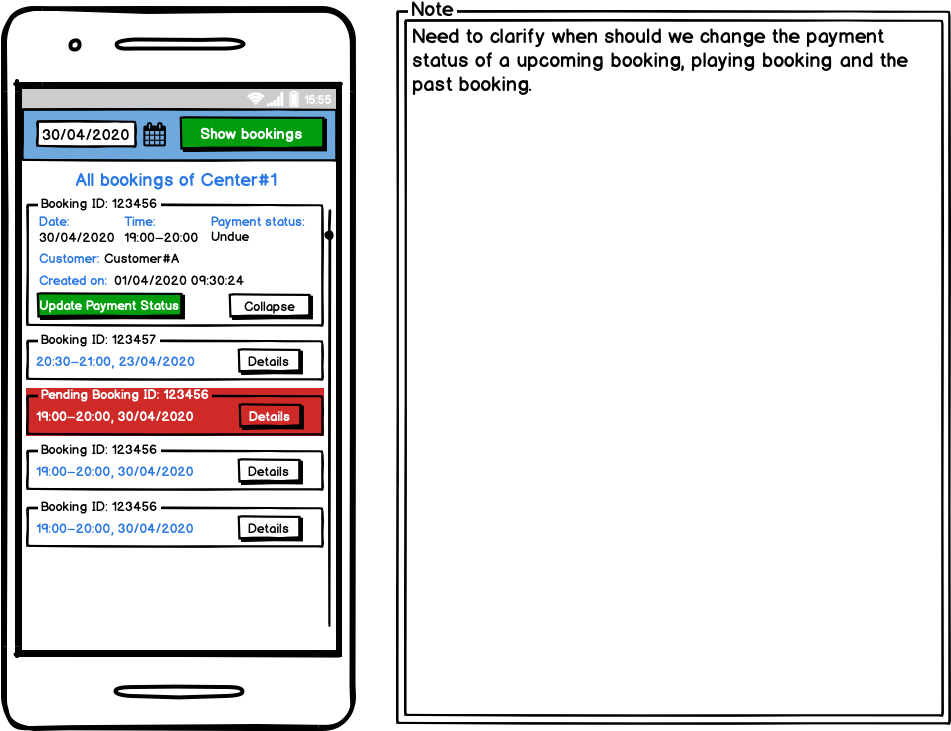 15:55
30/04/2020 Show bookings
All bookings of Center#1
Booking ID: 123456
Date: Time: Payment status:
30/04/2020 19:00-20:00 Undue
Customer: Customer#A
Created on: 01/04/2020 09:30:24
Update Payment Status Collapse
Booking ID: 123457
20:30-21:00, 23/04/2020 Details
Pending Booking ID: 123456
19:00-20:00, 30/04/2020 Details
Booking ID: 123456
19:00-20:00, 30/04/2020 Details
Booking ID: 123456
19:00-20:00, 30/04/2020 Details
Note
Need to clarify when should we change the payment
status of a upcoming booking, playing booking and the
past booking.